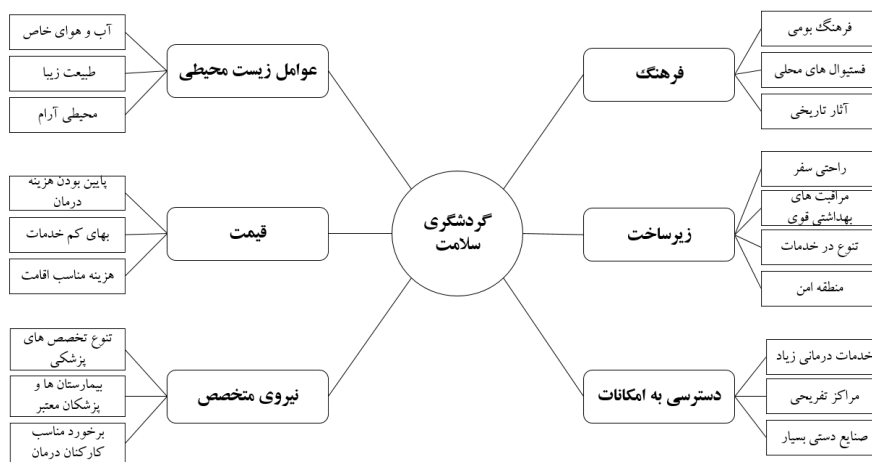 گردشگری
سلامت
فرهنگ
فرهنگ بومی
فستیوال های محلی
آثار تاریخی
زیرساخت
راحتی سفر
مراقبت های
بهداشتی قوی
تنوع در خدمات
منطقه امن
دسترسی به امکانات
خدمات درمانی زیاد
مراکز تفریحی
صنایع دستی بسیار
عوامل زیست محیطی
آب و هوای خاص
طبیعت زیبا
محیطی آرام
قیمت
پایین بودن هزینه
درمان
بهای کم خدمات
هزینه مناسب اقامت
نیروی متخصص
تنوع تخصص های
پزشکی
بیمارستان ها و
پزشکان معتبر
برخورد مناسب
کارکنان درمان